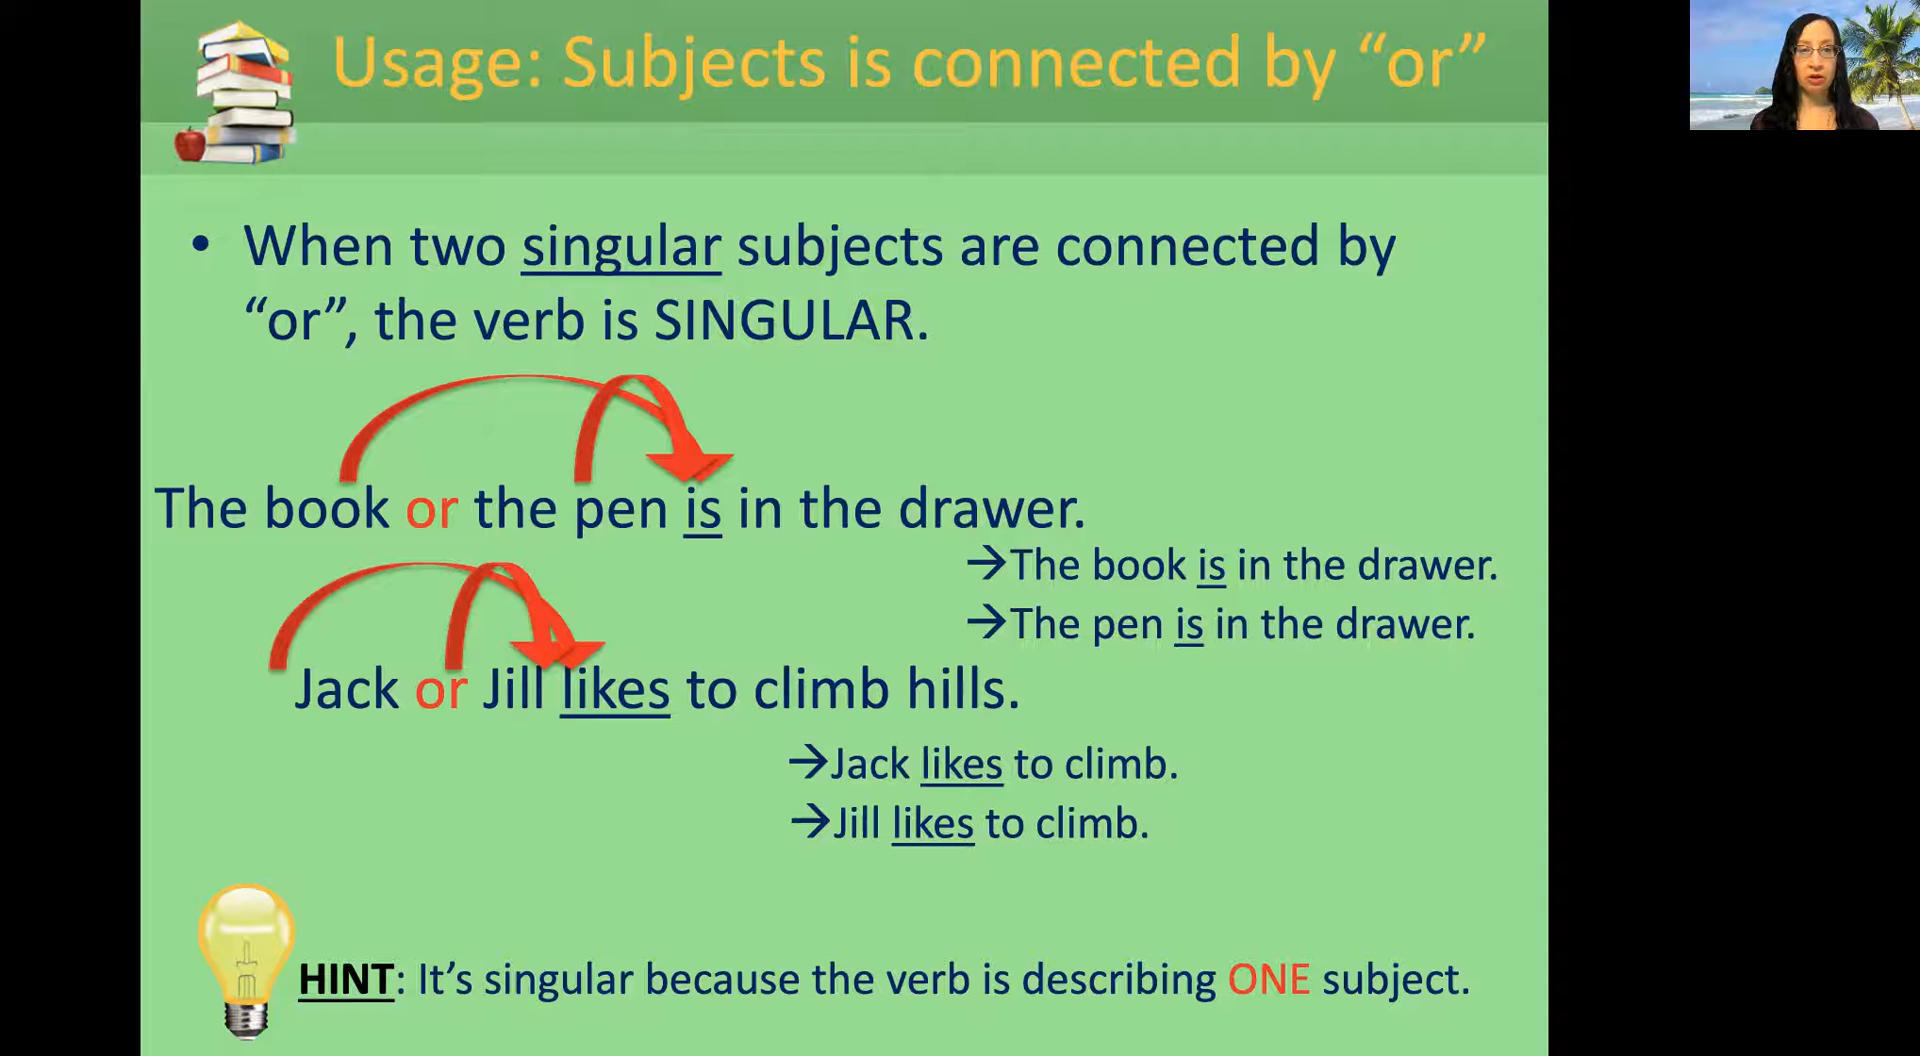 Usage: Subjects is connected by “or”
• When two singular subjects are connected by
“or”, the verb is SINGULAR.
The book or the pen is in the drawer.
→The book is in the drawer.
→The pen is in the drawer.
Jack or Jill likes to climb hills.
→Jack likes to climb.
→Jill likes to climb.
HINT: It’s singular because the verb is describing ONE subject.